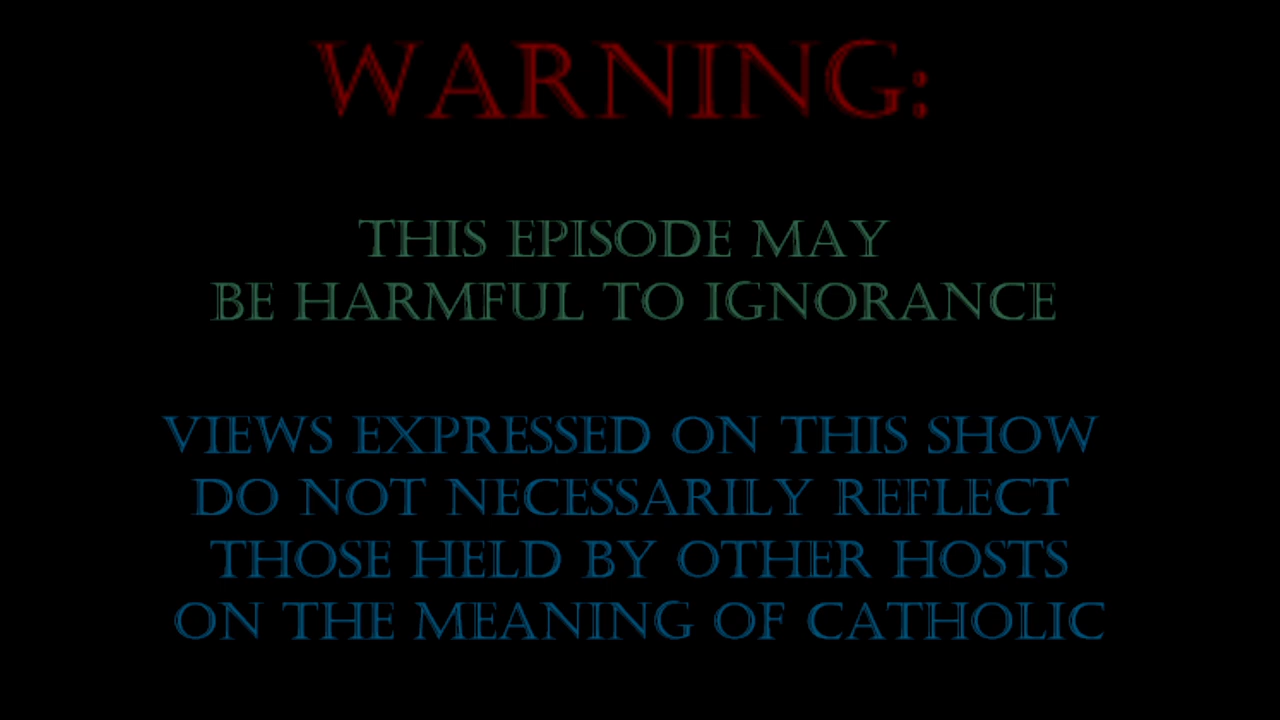 WARNING:
THIS EPISODE MAY
BE HARMFUL TO IGNORANCE
VIEWS EXPRESSED ON THIS SHOW
DO NOT NECESSARILY REFLECT
THOSE HELD BY OTHER HOSTS
ON THE MEANING OF CATHOLIC